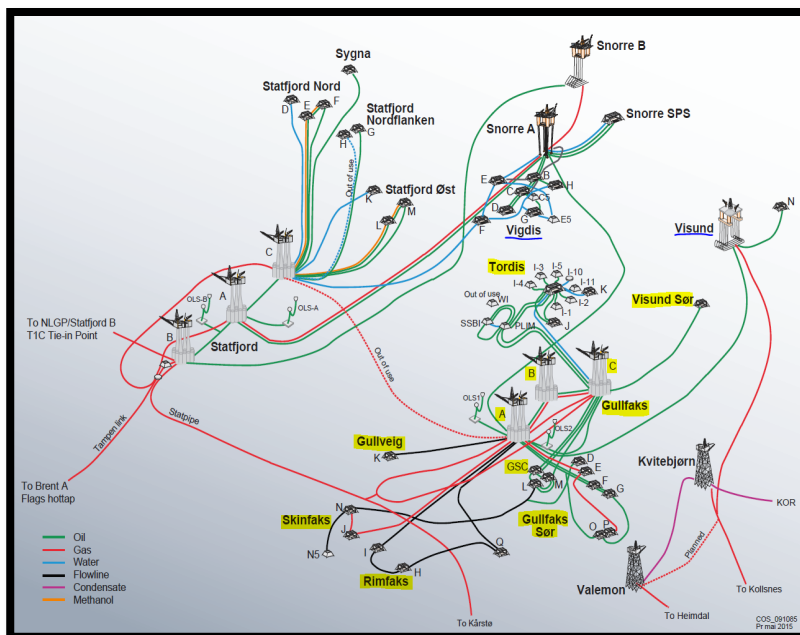 Snorre B
Sygna
Statfjord Nord
D
E
F
Statfjord
Nordflanken
H
G
Out of use
Snorre A
Snorre SPS
E
B
C
H
C5
D
G
E5
F
Vigdis
K
Statfjord Øst
M
L
N
Visund
C
A
B
OLS-B
OLS-A
Statfjord
To NLGP/Statfjord B
T1C Tie-in Point
Tordis
I-3
I-5
I-10
I-4
I-11
K
I-2
I-1
J
Out of use
WI
SSBI
PLIM
Visund Sør
Out of use
B
C
A
Gullfaks
OLS1
OLS2
Tampen link
Statpipe
To Brent A
Flags hottap
Gullveig
K
GSC
D
E
F
G
L
M
Gullfaks
Sør
O
P
Kvitebjørn
KOR
Skinfaks
N
J
N5
I
H
Q
Rimfaks
Planned
Valemon
To Kollsnes
To Heimdal
To Kårstø
Oil
Gas
Water
Flowline
Condensate
Methanol
COS_091085
Pr mai 2015